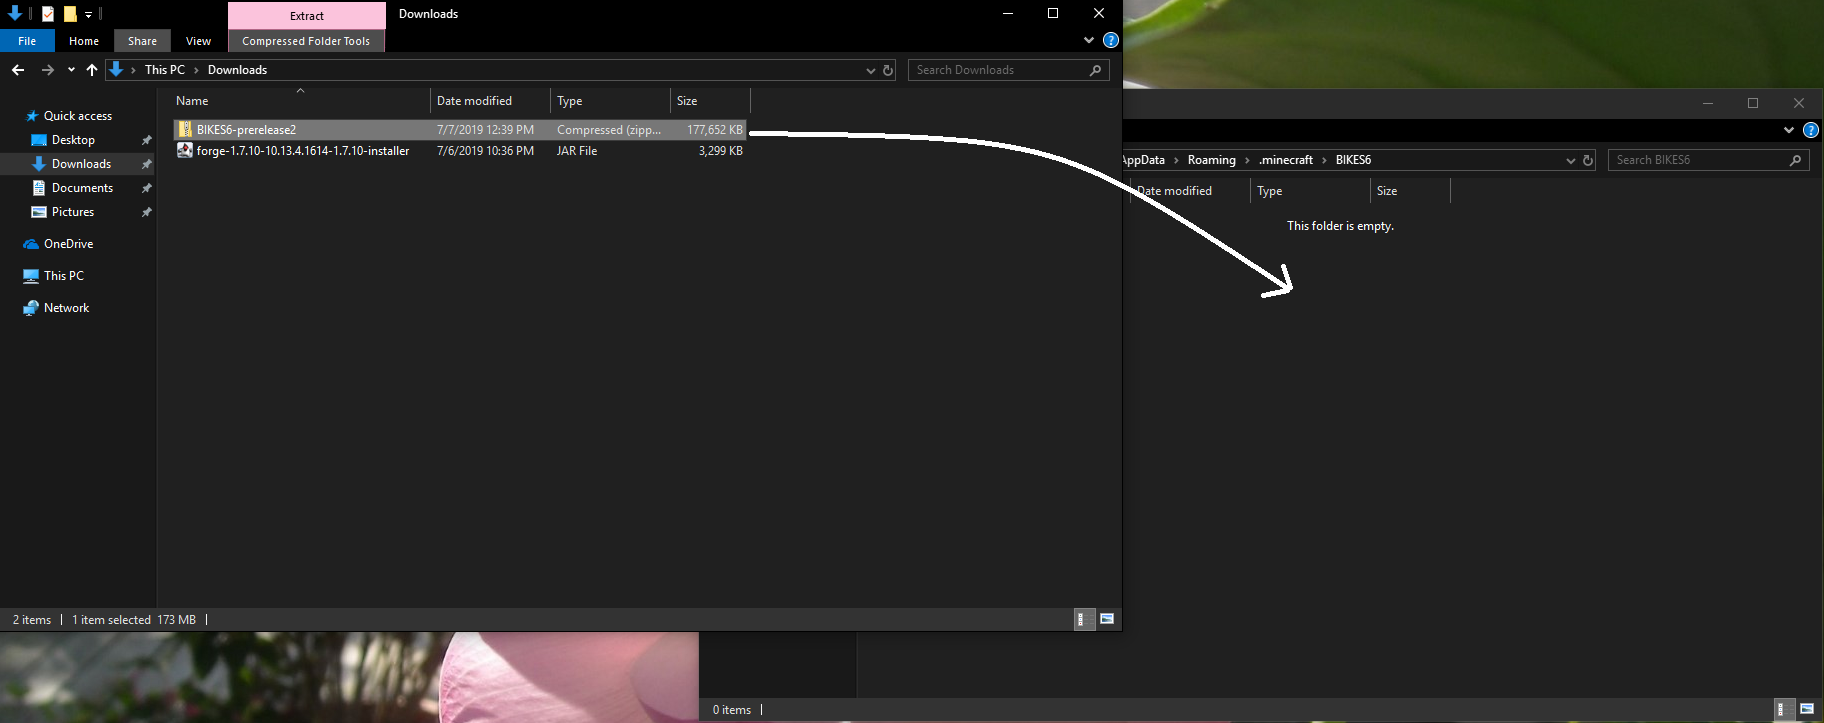 Extract
Downloads
File
Home
Share
View
Compressed Folder Tools
This PC
Downloads
Search Downloads
Name
Date modified
Type
Size
BIKES6-prerelease2
7/7/2019 12:39 PM
Compressed (zipp...
177,652 KB
forge-1.7.10-10.13.4.1614-1.7.10-installer
7/6/2019 10:36 PM
JAR File
3,299 KB
Quick access
Desktop
Downloads
Documents
Pictures
OneDrive
This PC
Network
2 items
1 item selected 173 MB
AppData
Roaming
.minecraft
BIKES6
Search BIKES6
Date modified
Type
Size
This folder is empty.
0 items